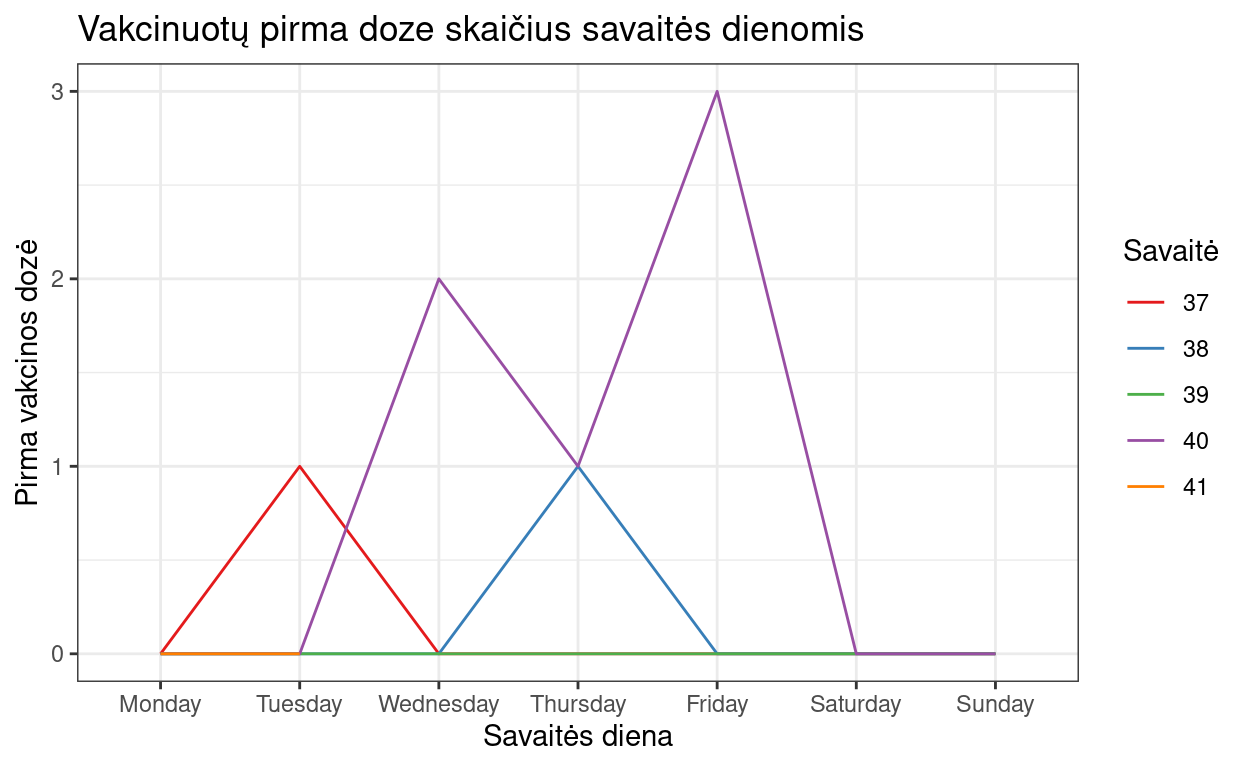 Vakcinuotų pirma doze skaičius savaitės dienomis
Pirma vakcinos dozė
3
2
1
0
Monday Tuesday Wednesday Thursday Friday Saturday Sunday
Savaitės diena
Savaitė
37
38
39
40
41